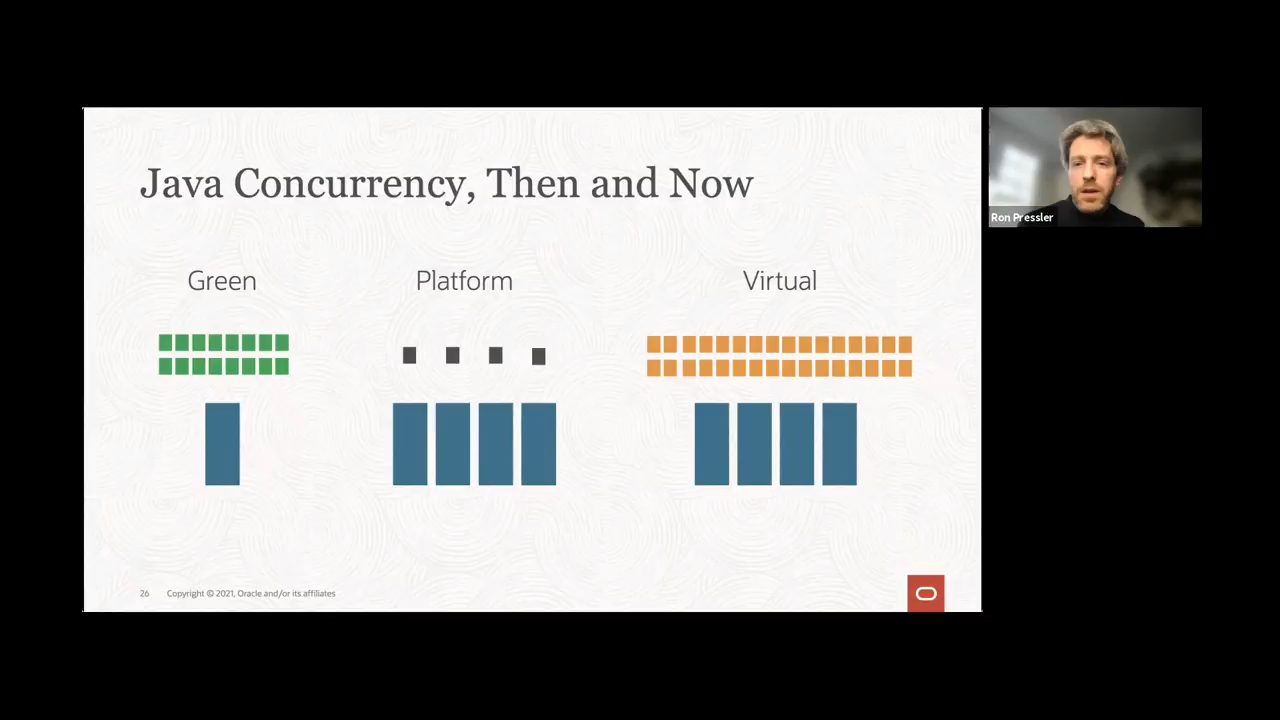 Java Concurrency, Then and Now
Green
Platform
Virtual
26 Copyright © 2021, Oracle and/or its affiliates
Ron Pressler